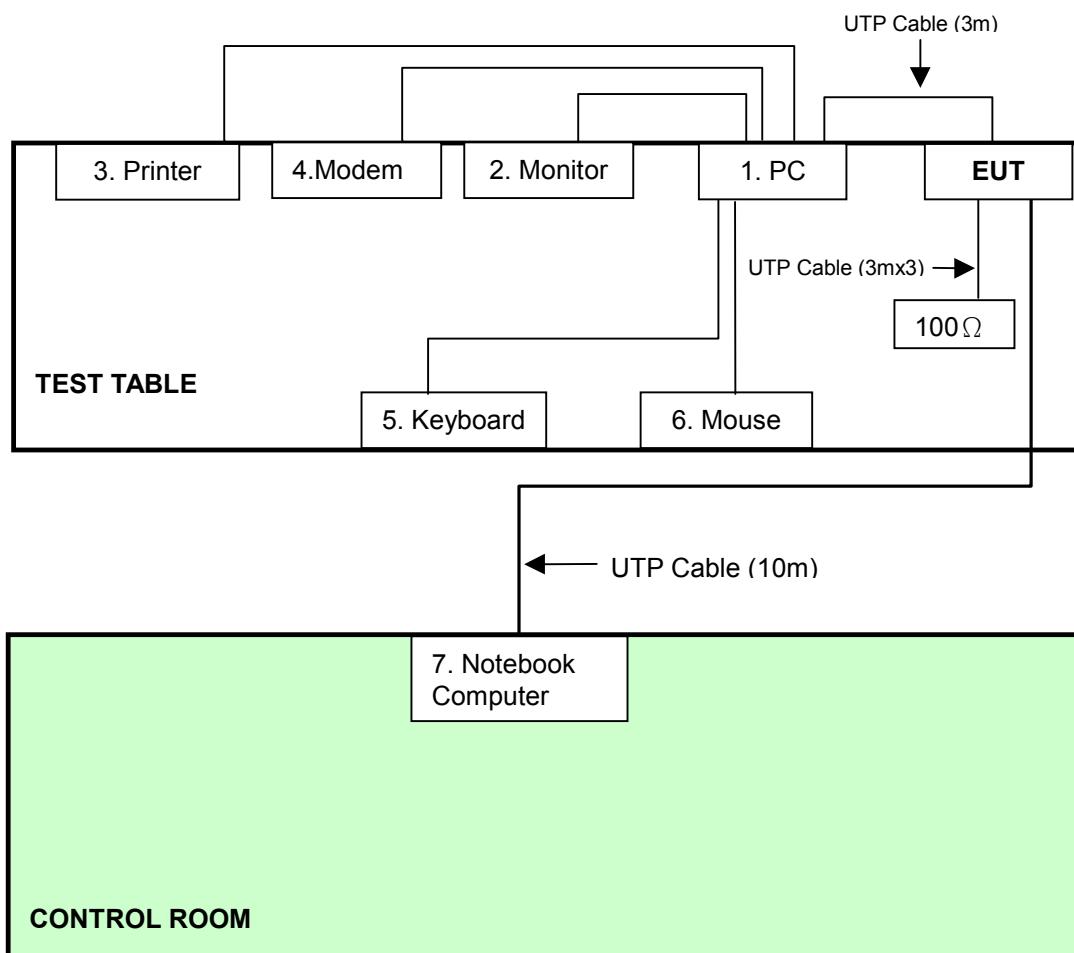 UTP Cable (3m)
3. Printer
4.Modem
2. Monitor
1. PC
EUT
UTP Cable (3mx3)
100Ω
TEST TABLE
5. Keyboard
6. Mouse
UTP Cable (10m)
7. Notebook
Computer
CONTROL ROOM